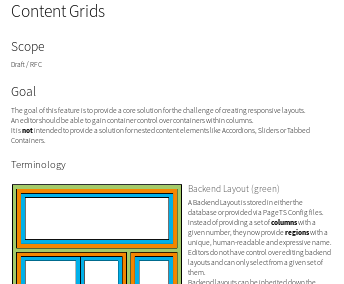 Content Grids
Scope
Draft / RFC
Goal
The goal of this feature is to provide a core solution for the challenge of creating responsive layouts.
An editor should be able to gain container control over containers within columns.
It is not intended to provide a solution for nested content elements like Accordions, Sliders or Tabbed
Containers.
Terminology
Backend Layout (green)
A Backend Layout is stored in either the
database or provided via PageTS Config files.
Instead of providing a set of columns with a
given number, they now provide regions with a
unique, human-readable and expressive name.
Editors do not have control over editing backend
layouts and can only select from a given set of
them.
Backend layouts can be inherited down the